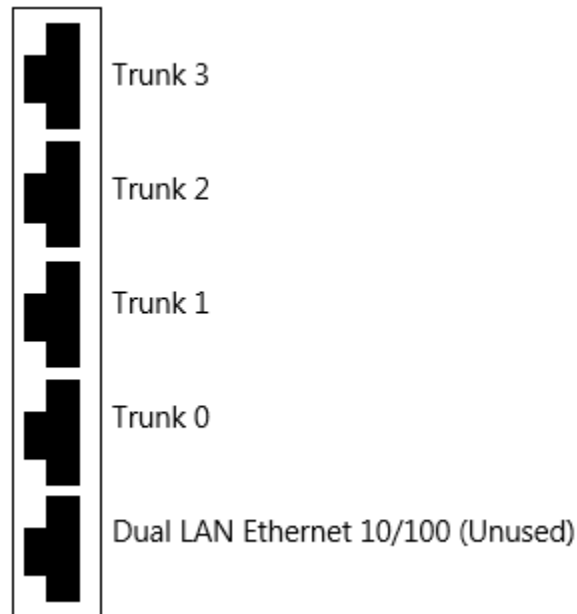 Trunk 3
Trunk 2
Trunk 1
Trunk 0
Dual LAN Ethernet 10/100 (Unused)